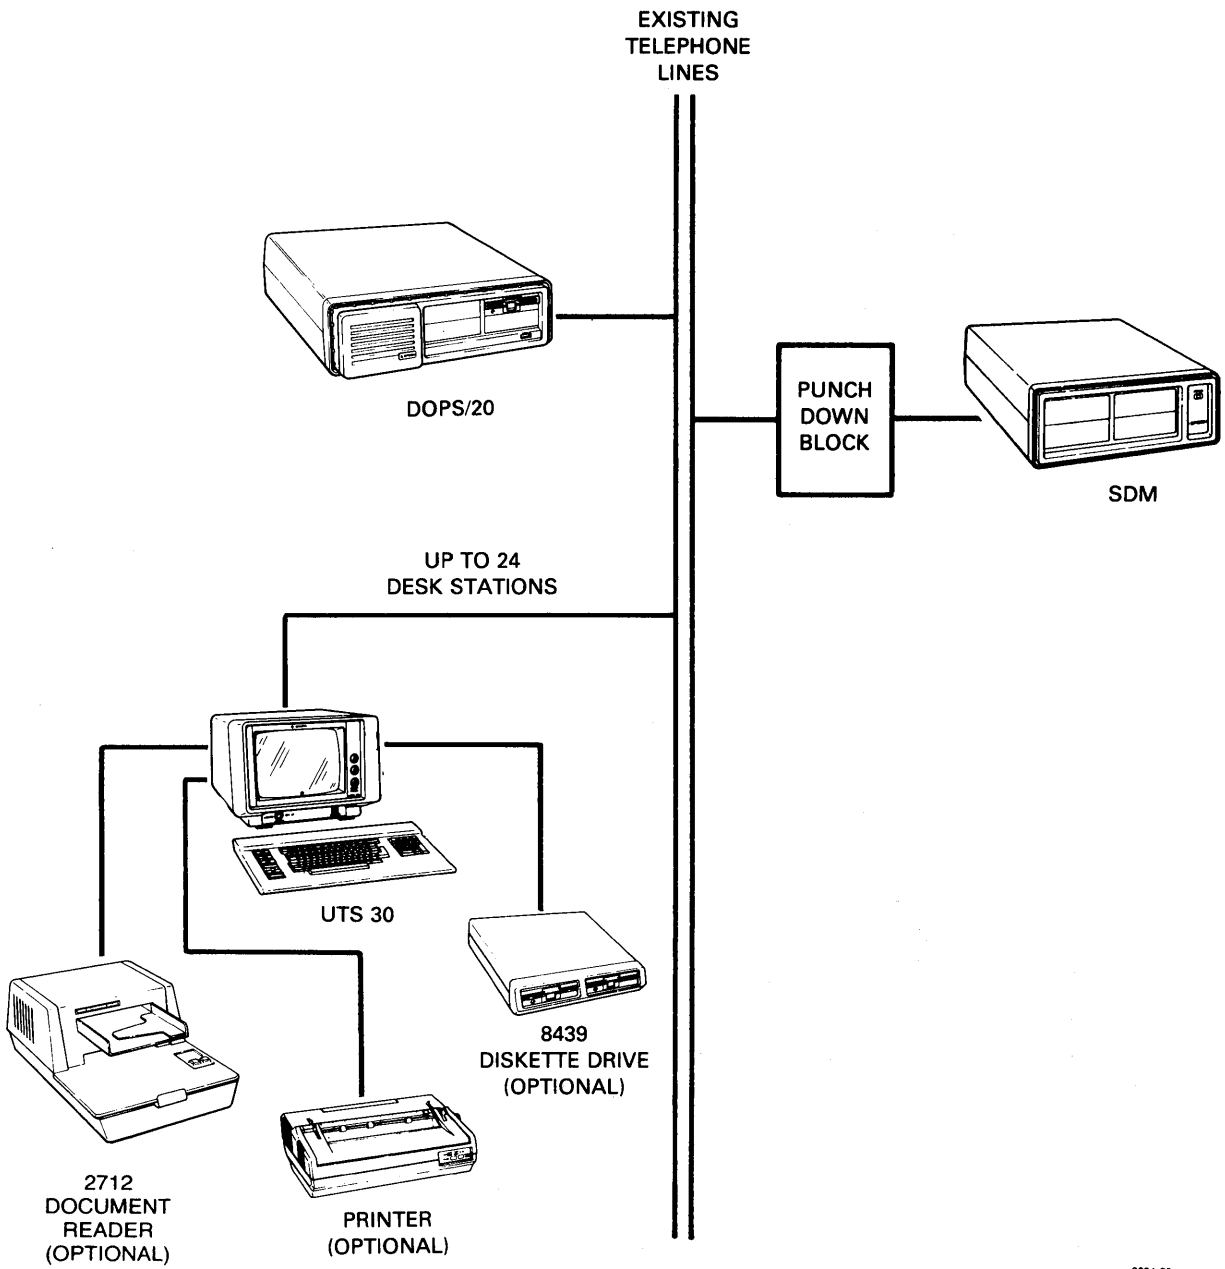 EXISTING
TELEPHONE
LINES
DOPS/20
PUNCH
DOWN
BLOCK
SDM
UP TO 24
DESK STATIONS
UTS 30
8439
DISKETTE DRIVE
(OPTIONAL)
2712
DOCUMENT
READER
(OPTIONAL)
PRINTER
(OPTIONAL)